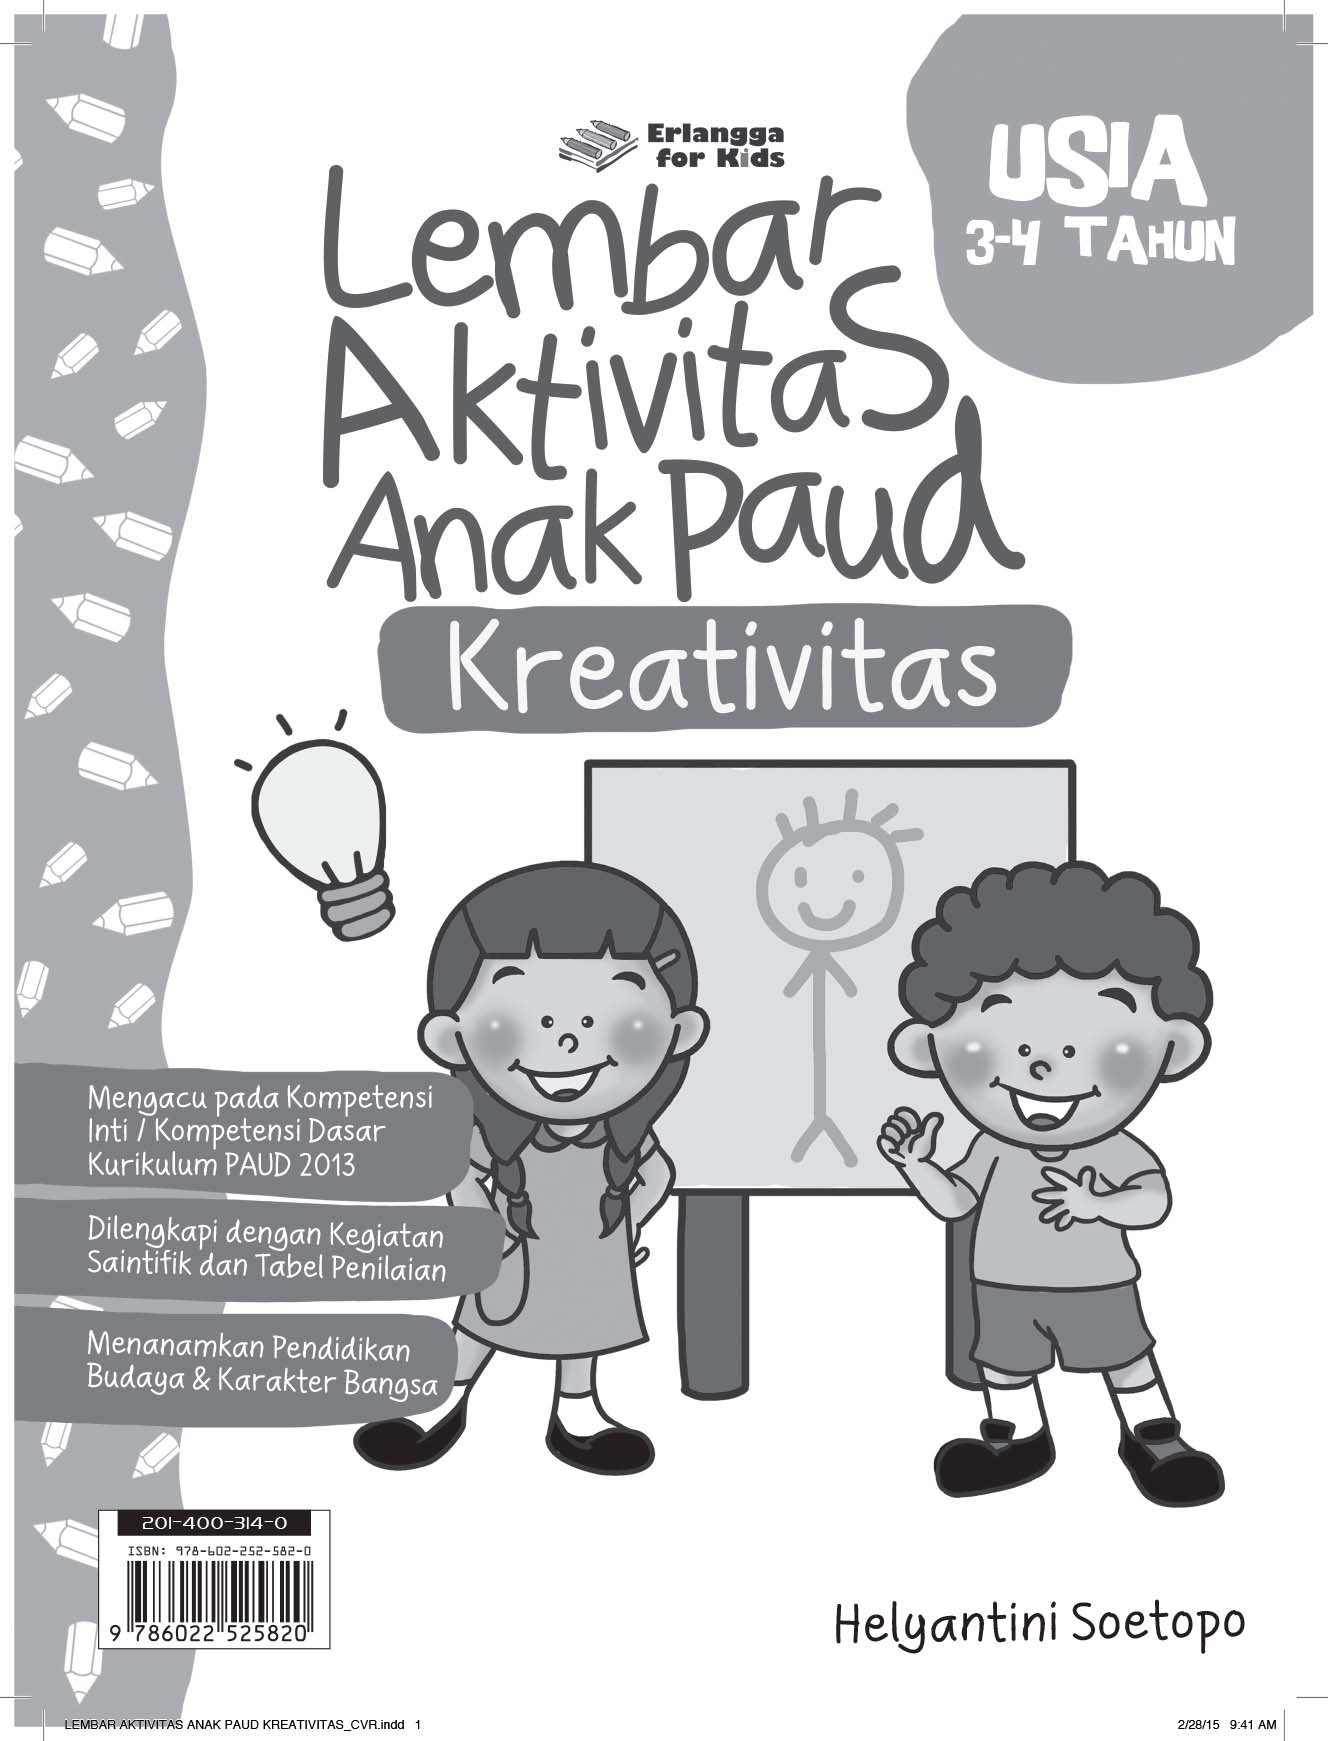 Erlangga
for Kids
USIA
3-4 TAHUN
Lembar
Aktivitas
Anak Paud
Kreativitas
Mengacu pada Kompetensi
Inti / Kompetensi Dasar
Kurikulum PAUD 2013
Dilengkapi dengan Kegiatan
Saintifik dan Tabel Penilaian
Menanamkan Pendidikan
Budaya & Karakter Bangsa
201-400-314-0
ISBN: 978-602-252-582-0
9 786022 525820
Helyantini Soetopo
LEMBAR AKTIVITAS ANAK PAUD KREATIVITAS_CVR.indd 1
2/28/15 9:41 AM